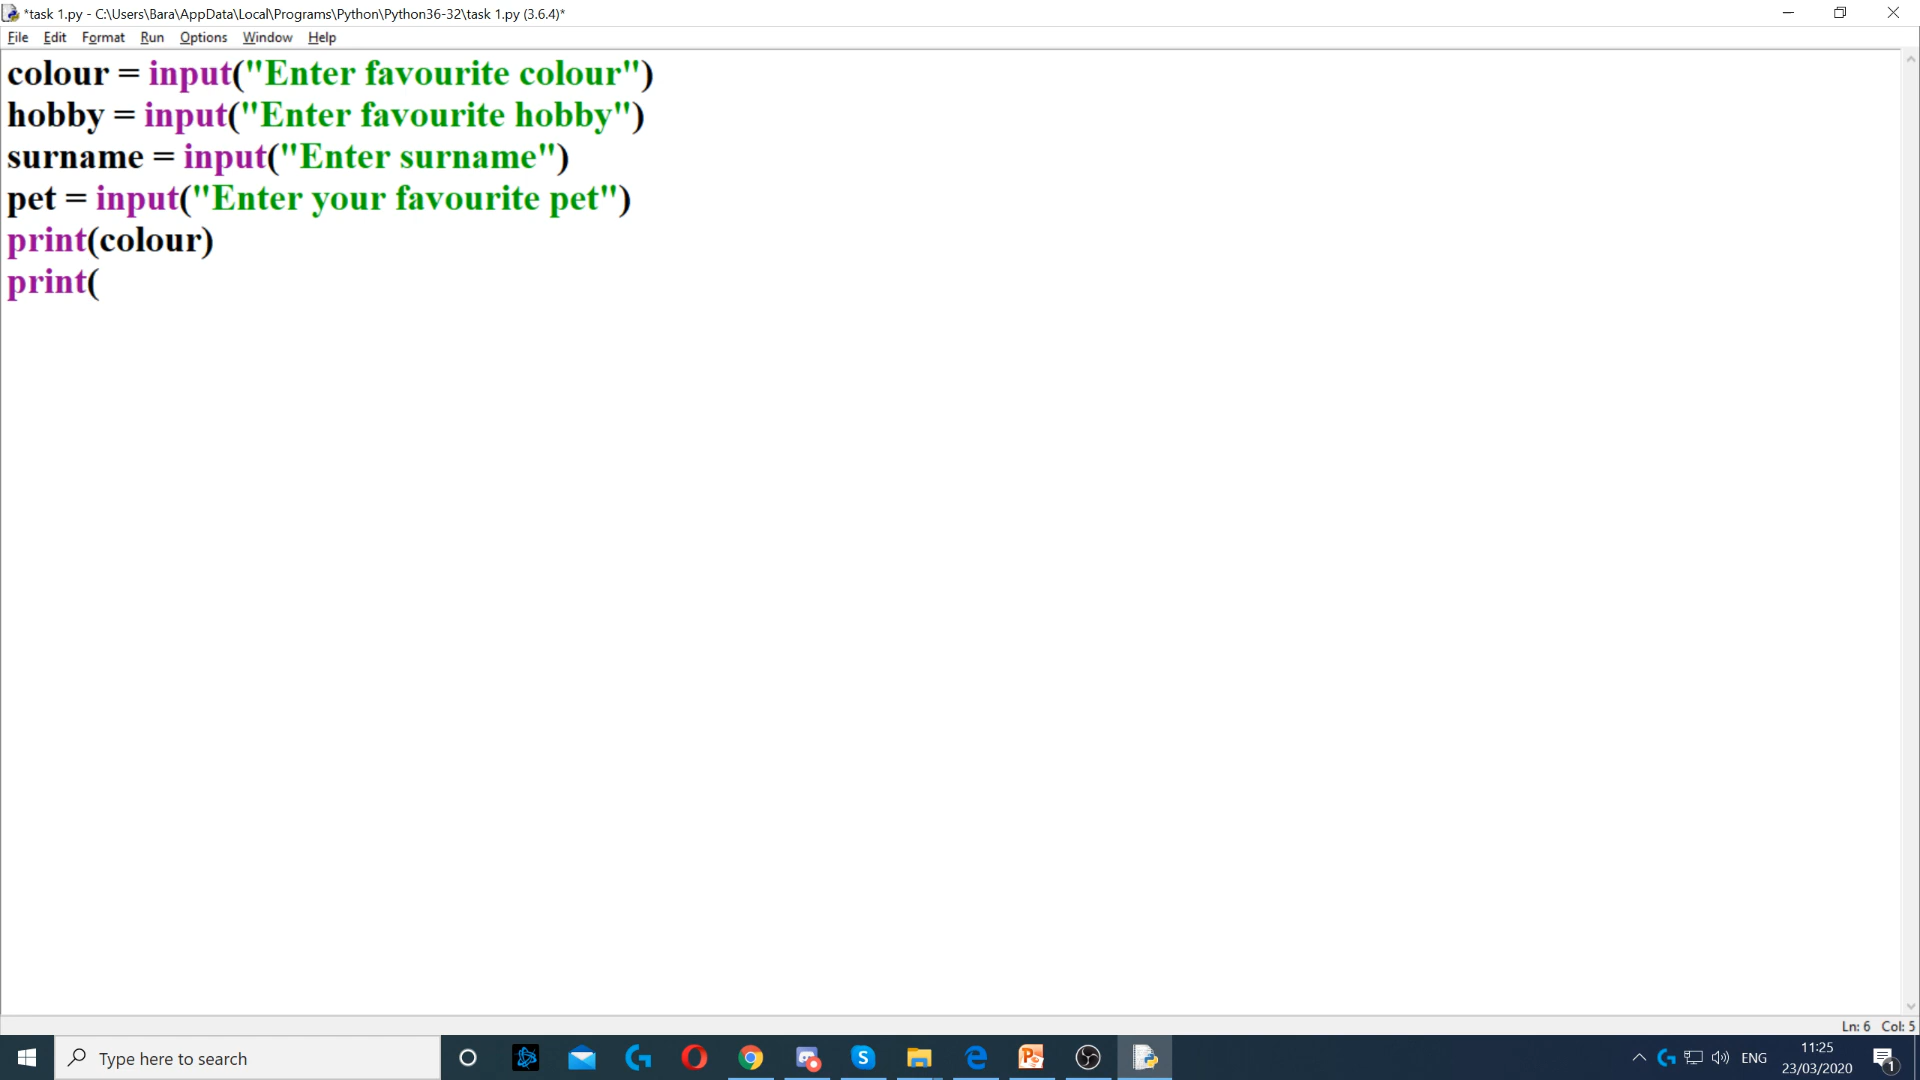 *task 1.py - C:\Users\Bara\AppData\Local\Programs\Python\Python36-32\task 1.py (3.6.4)*
File Edit Format Run Options Window Help
colour = input("Enter favourite colour")
hobby = input("Enter favourite hobby")
surname = input("Enter surname")
pet = input("Enter your favourite pet")
print(colour)
print(
Ln: 6 Col: 5
Type here to search
ENG
11:25
23/03/2020
1